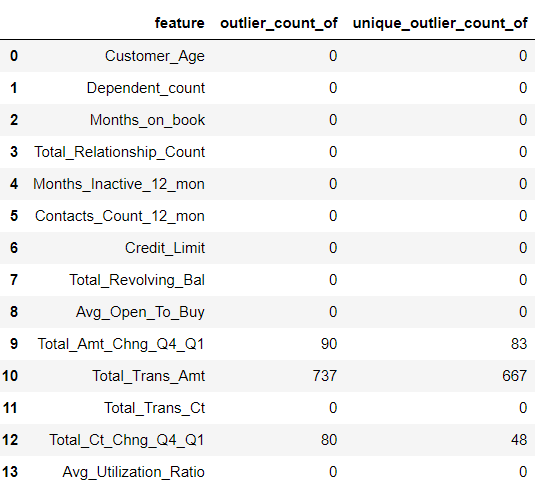 feature outlier_count_of unique_outlier_count_of
0 Customer_Age 0 0
1 Dependent_count 0 0
2 Months_on_book 0 0
3 Total_Relationship_Count 0 0
4 Months_Inactive_12_mon 0 0
5 Contacts_Count_12_mon 0 0
6 Credit_Limit 0 0
7 Total_Revolving_Bal 0 0
8 Avg_Open_To_Buy 0 0
9 Total_Amt_Chng_Q4_Q1 90 83
10 Total_Trans_Amt 737 667
11 Total_Trans_Ct 0 0
12 Total_Ct_Chng_Q4_Q1 80 48
13 Avg_Utilization_Ratio 0 0